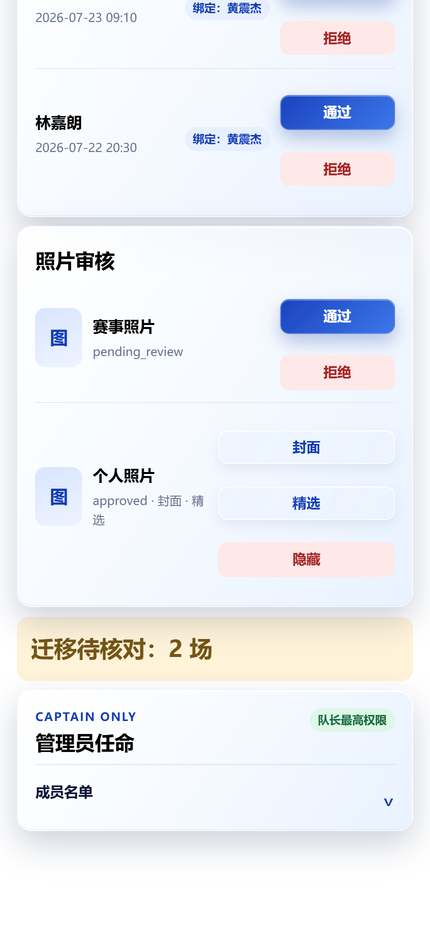 2026-07-23 09:10
绑定：黄震杰
拒绝
林嘉朗
2026-07-22 20:30
绑定：黄震杰
通过
拒绝
照片审核
图
赛事照片
pending_review
通过
拒绝
图
个人照片
approved · 封面 · 精
选
封面
精选
隐藏
迁移待核对：2 场
CAPTAIN ONLY
管理员任命
队长最高权限
成员名单
v